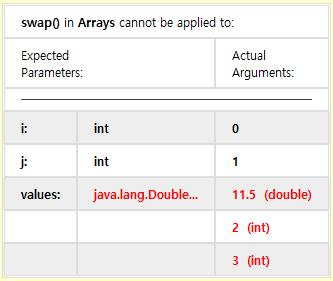 swap() in Arrays cannot be applied to:
Expected Parameters: Actual Arguments:
i: int 0
j: int 1
values: java.lang.Double... 11.5 (double)
2 (int)
3 (int)